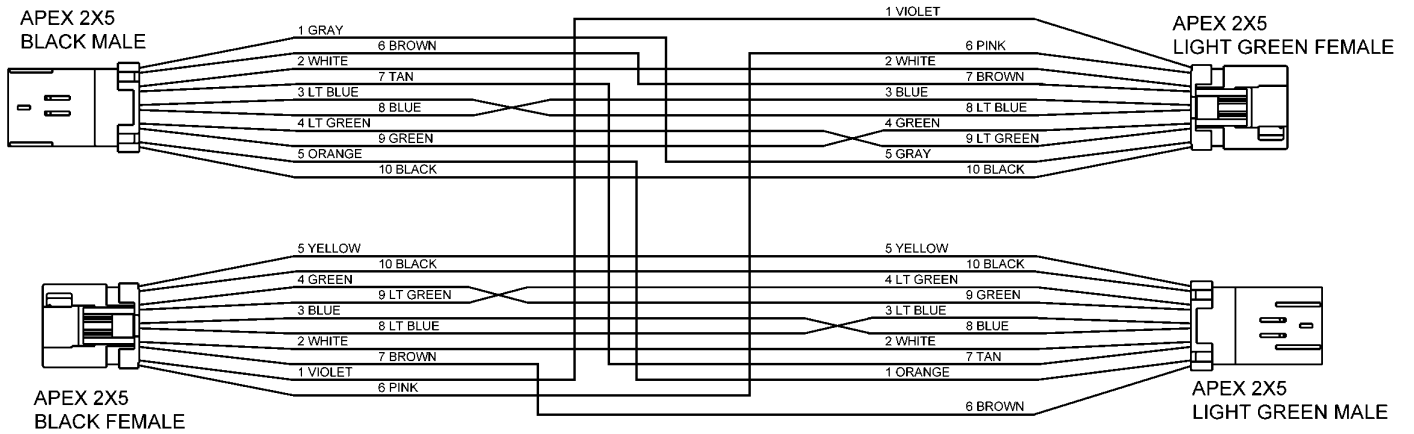 APEX 2X5
BLACK MALE
1 GRAY
6 BROWN
2 WHITE
7 TAN
3 LT BLUE
8 BLUE
4 LT GREEN
9 GREEN
5 ORANGE
10 BLACK
1 VIOLET
6 PINK
2 WHITE
7 BROWN
3 BLUE
8 LT BLUE
4 GREEN
9 LT GREEN
5 GRAY
10 BLACK
APEX 2X5
LIGHT GREEN FEMALE
5 YELLOW
10 BLACK
4 GREEN
9 LT GREEN
3 BLUE
8 LT BLUE
2 WHITE
7 BROWN
1 VIOLET
6 PINK
APEX 2X5
BLACK FEMALE
5 YELLOW
10 BLACK
4 LT GREEN
9 GREEN
3 LT BLUE
8 BLUE
2 WHITE
7 TAN
1 ORANGE
6 BROWN
APEX 2X5
LIGHT GREEN MALE